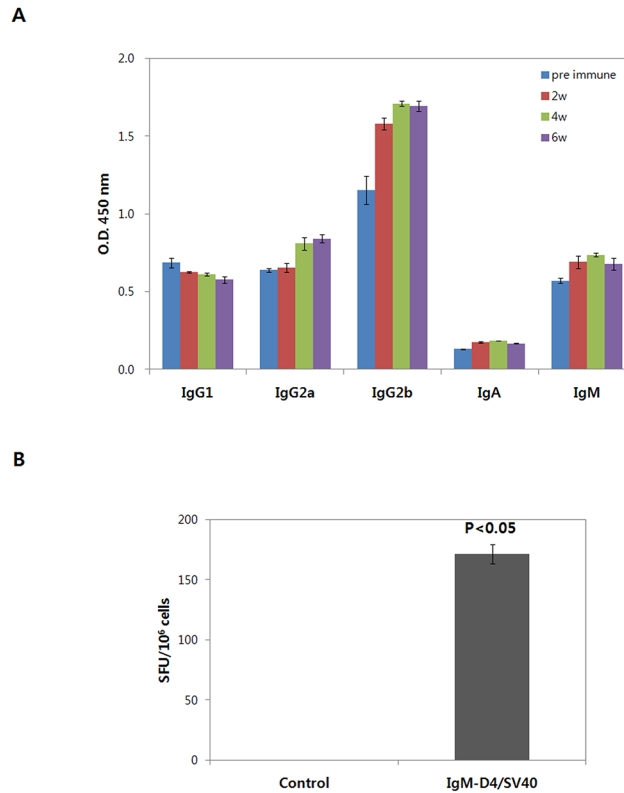 A
2.0
1.5
1.0
0.5
0.0
O.D. 450 nm
pre immune
2w
4w
6w
IgG1 IgG2a IgG2b IgA IgM
B
200
150
100
50
0
SFU/10⁶ cells
P<0.05
Control IgM-D4/SV40